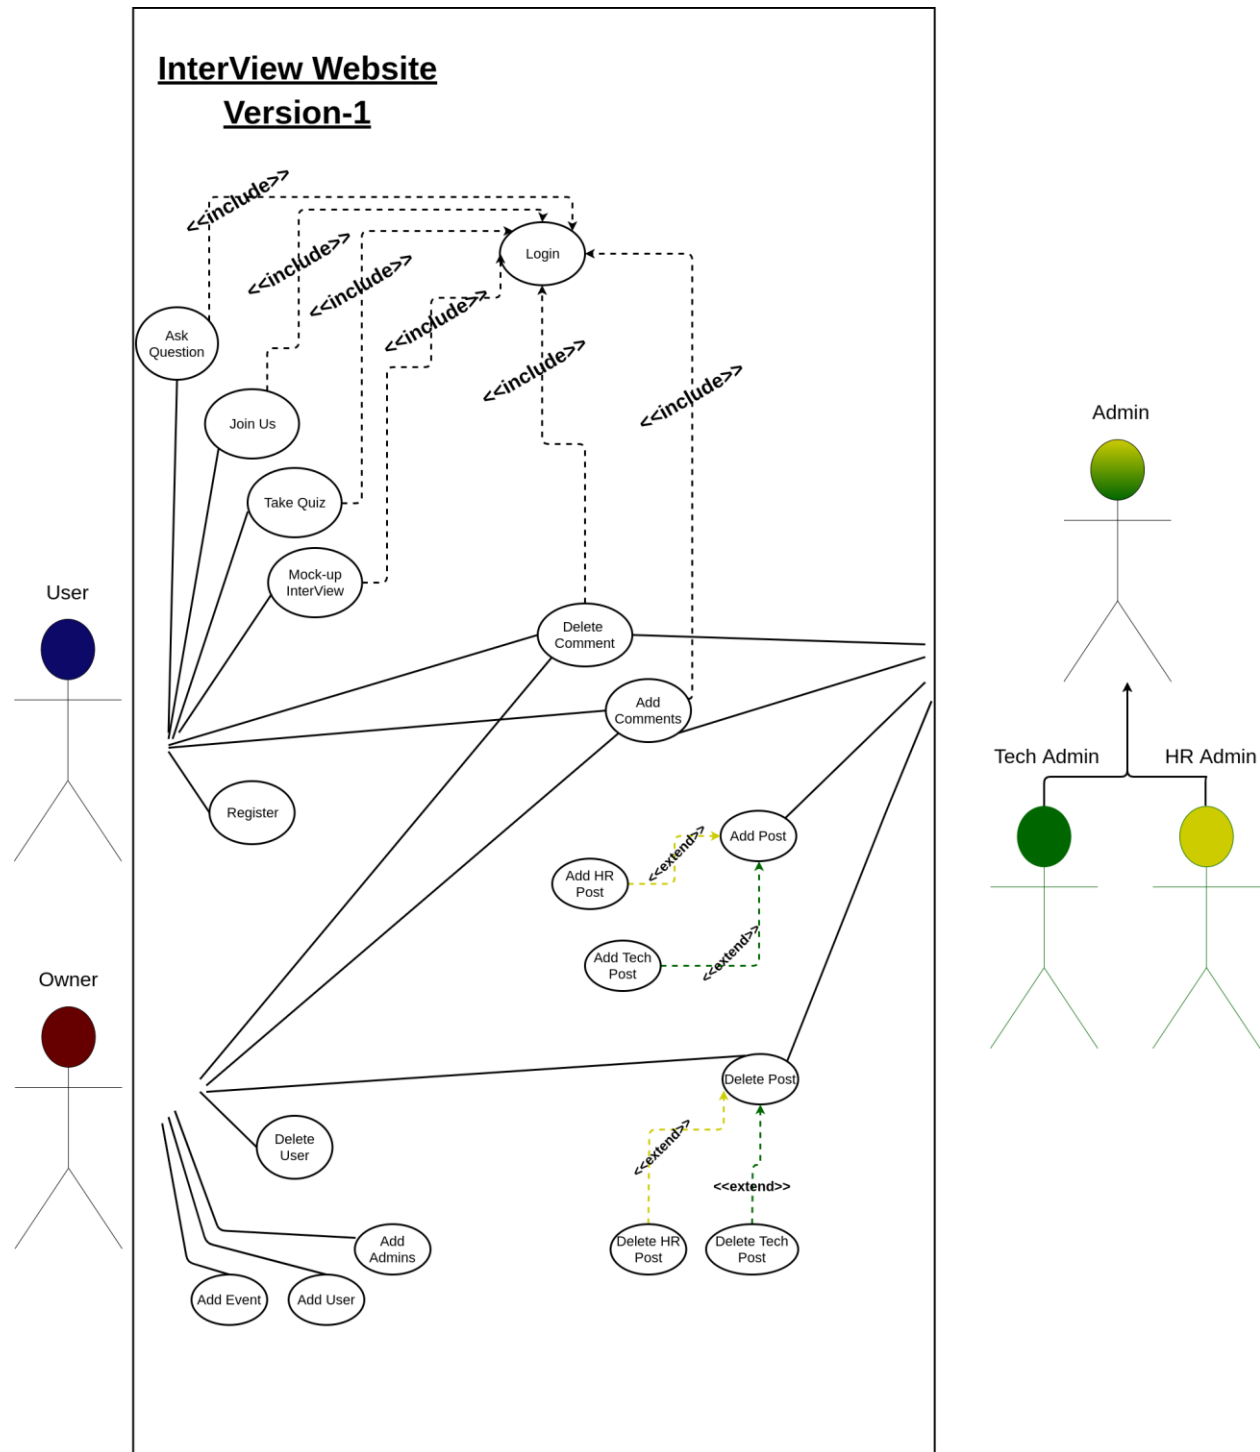 InterView Website
Version-1
<<include>>
<<include>>
<<include>>
<<include>>
<<include>>
<<include>>
Login
Ask
Question
Join Us
Take Quiz
Mock-up
InterView
Delete
Comment
Add
Comments
Register
User
Admin
Tech Admin
HR Admin
Add Post
<<extend>>
Add HR
Post
Add Tech
Post
<<extend>>
Owner
Delete Post
<<extend>>
<<extend>>
Delete
User
Add
Admins
Delete HR
Post
Delete Tech
Post
Add Event
Add User